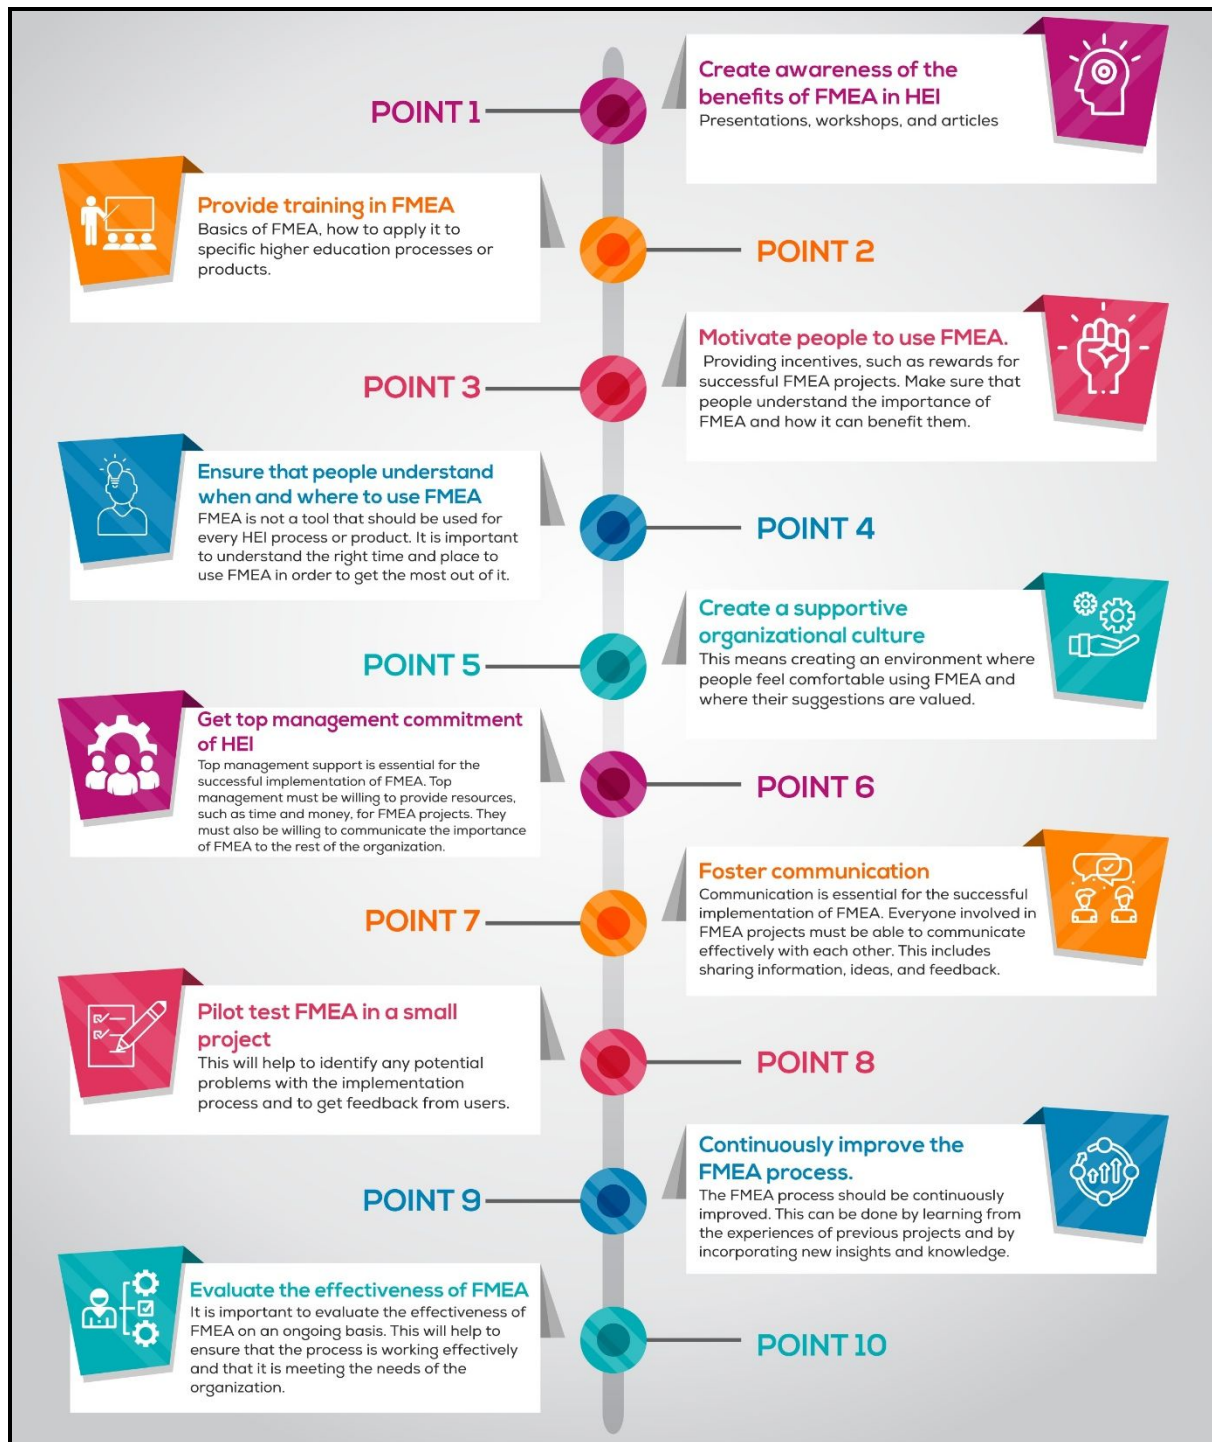 POINT 1
Create awareness of the
benefits of FMEA in HEI
Presentations, workshops, and articles
Provide training in FMEA
Basics of FMEA, how to apply it to
specific higher education processes or
products.
POINT 2
POINT 3
Motivate people to use FMEA.
Providing incentives, such as rewards for
successful FMEA projects. Make sure that
people understand the importance of
FMEA and how it can benefit them.
Ensure that people understand
when and where to use FMEA
FMEA is not a tool that should be used for
every HEI process or product. It is important
to understand the right time and place to
use FMEA in order to get the most out of it.
POINT 4
POINT 5
Create a supportive
organizational culture
This means creating an environment where
people feel comfortable using FMEA and
where their suggestions are valued.
Get top management commitment
of HEI
Top management support is essential for the
successful implementation of FMEA. Top
management must be willing to provide resources,
such as time and money, for FMEA projects. They
must also be willing to communicate the importance
of FMEA to the rest of the organization.
POINT 6
POINT 7
Foster communication
Communication is essential for the successful
implementation of FMEA. Everyone involved in
FMEA projects must be able to communicate
effectively with each other. This includes
sharing information, ideas, and feedback.
Pilot test FMEA in a small
project
This will help to identify any potential
problems with the implementation
process and to get feedback from users.
POINT 8
POINT 9
Continuously improve the
FMEA process.
The FMEA process should be continuously
improved. This can be done by learning from
the experiences of previous projects and by
incorporating new insights and knowledge.
Evaluate the effectiveness of FMEA
It is important to evaluate the effectiveness of
FMEA on an ongoing basis. This will help to
ensure that the process is working effectively
and that it is meeting the needs of the
organization.
POINT 10